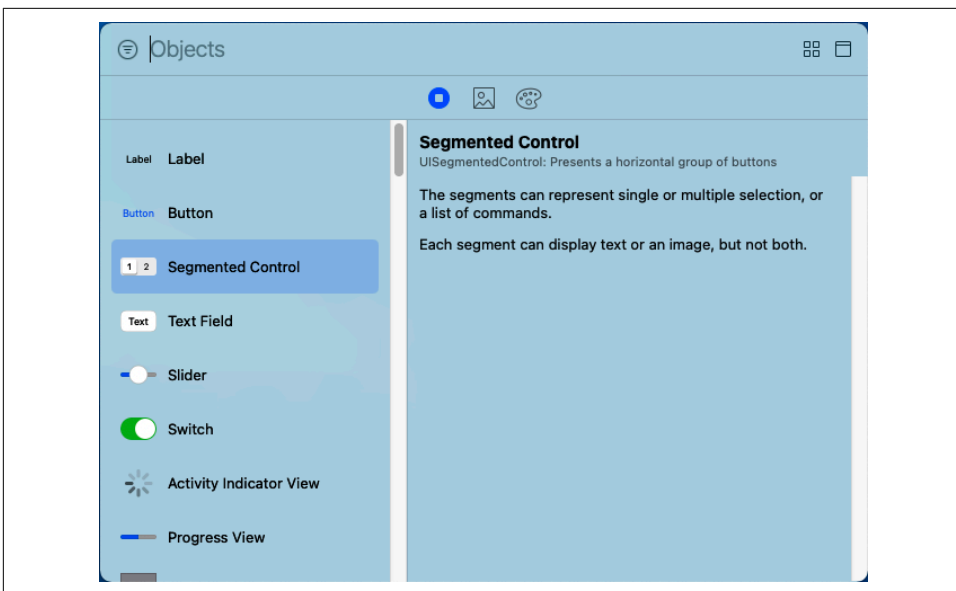 Objects
Label Label
Button Button
1 2 Segmented Control
Text Text Field
Slider
Switch
Activity Indicator View
Progress View
Segmented Control
UISegmentedControl: Presents a horizontal group of buttons
The segments can represent single or multiple selection, or
a list of commands.
Each segment can display text or an image, but not both.